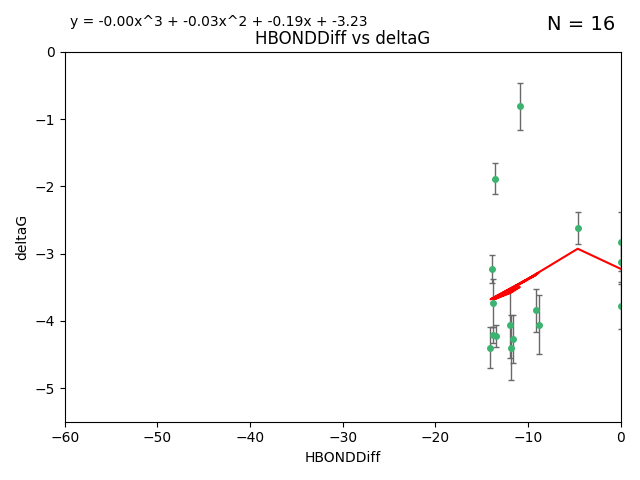 y = -0.00x^3 + -0.03x^2 + -0.19x + -3.23
N = 16
HBONDDiff vs deltaG
0
−1
−2
−3
−4
−5
deltaG
−60
−50
−40
−30
−20
−10
0
HBONDDiff